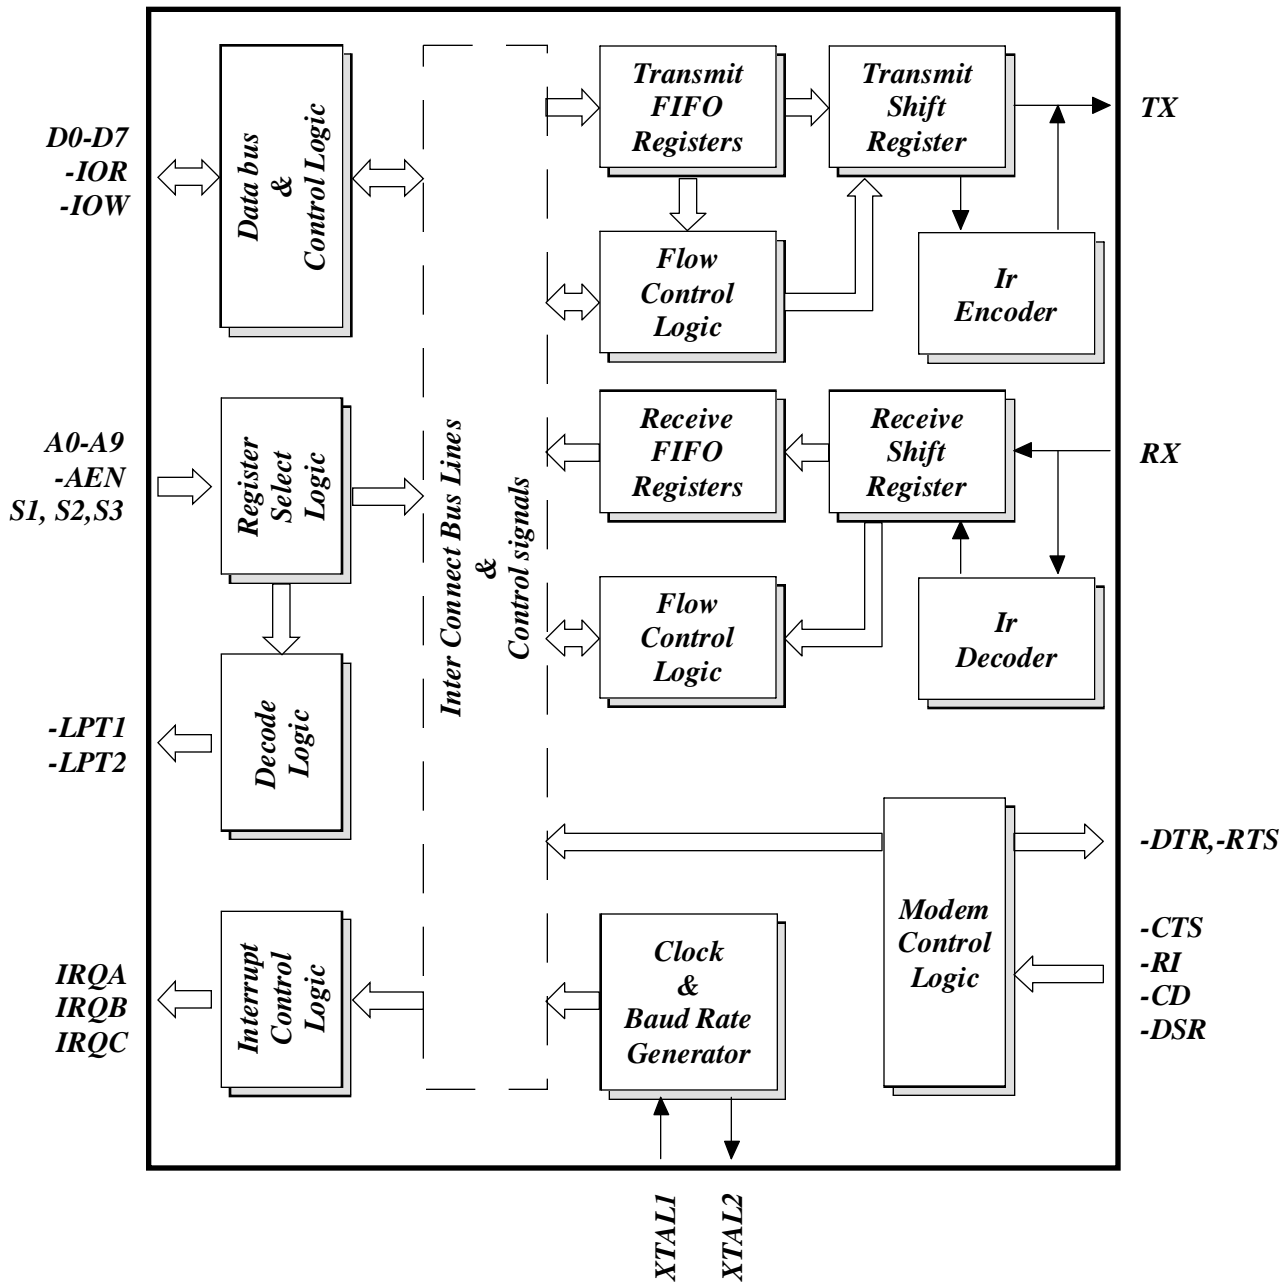 D0-D7
-IOR
-IOW
Data bus
&
Control Logic
A0-A9
-AEN
S1, S2,S3
Register
Select
Logic
-LPT1
-LPT2
Decode
Logic
IRQA
IRQB
IRQC
Interrupt
Control
Logic
Inter Connect Bus Lines
&
Control signals
Transmit
FIFO
Registers
Transmit
Shift
Register
TX
Flow
Control
Logic
Ir
Encoder
Receive
FIFO
Registers
Receive
Shift
Register
RX
Flow
Control
Logic
Ir
Decoder
Modem
Control
Logic
-DTR,-RTS
-CTS
-RI
-CD
-DSR
Clock
&
Baud Rate
Generator
XTAL1
XTAL2